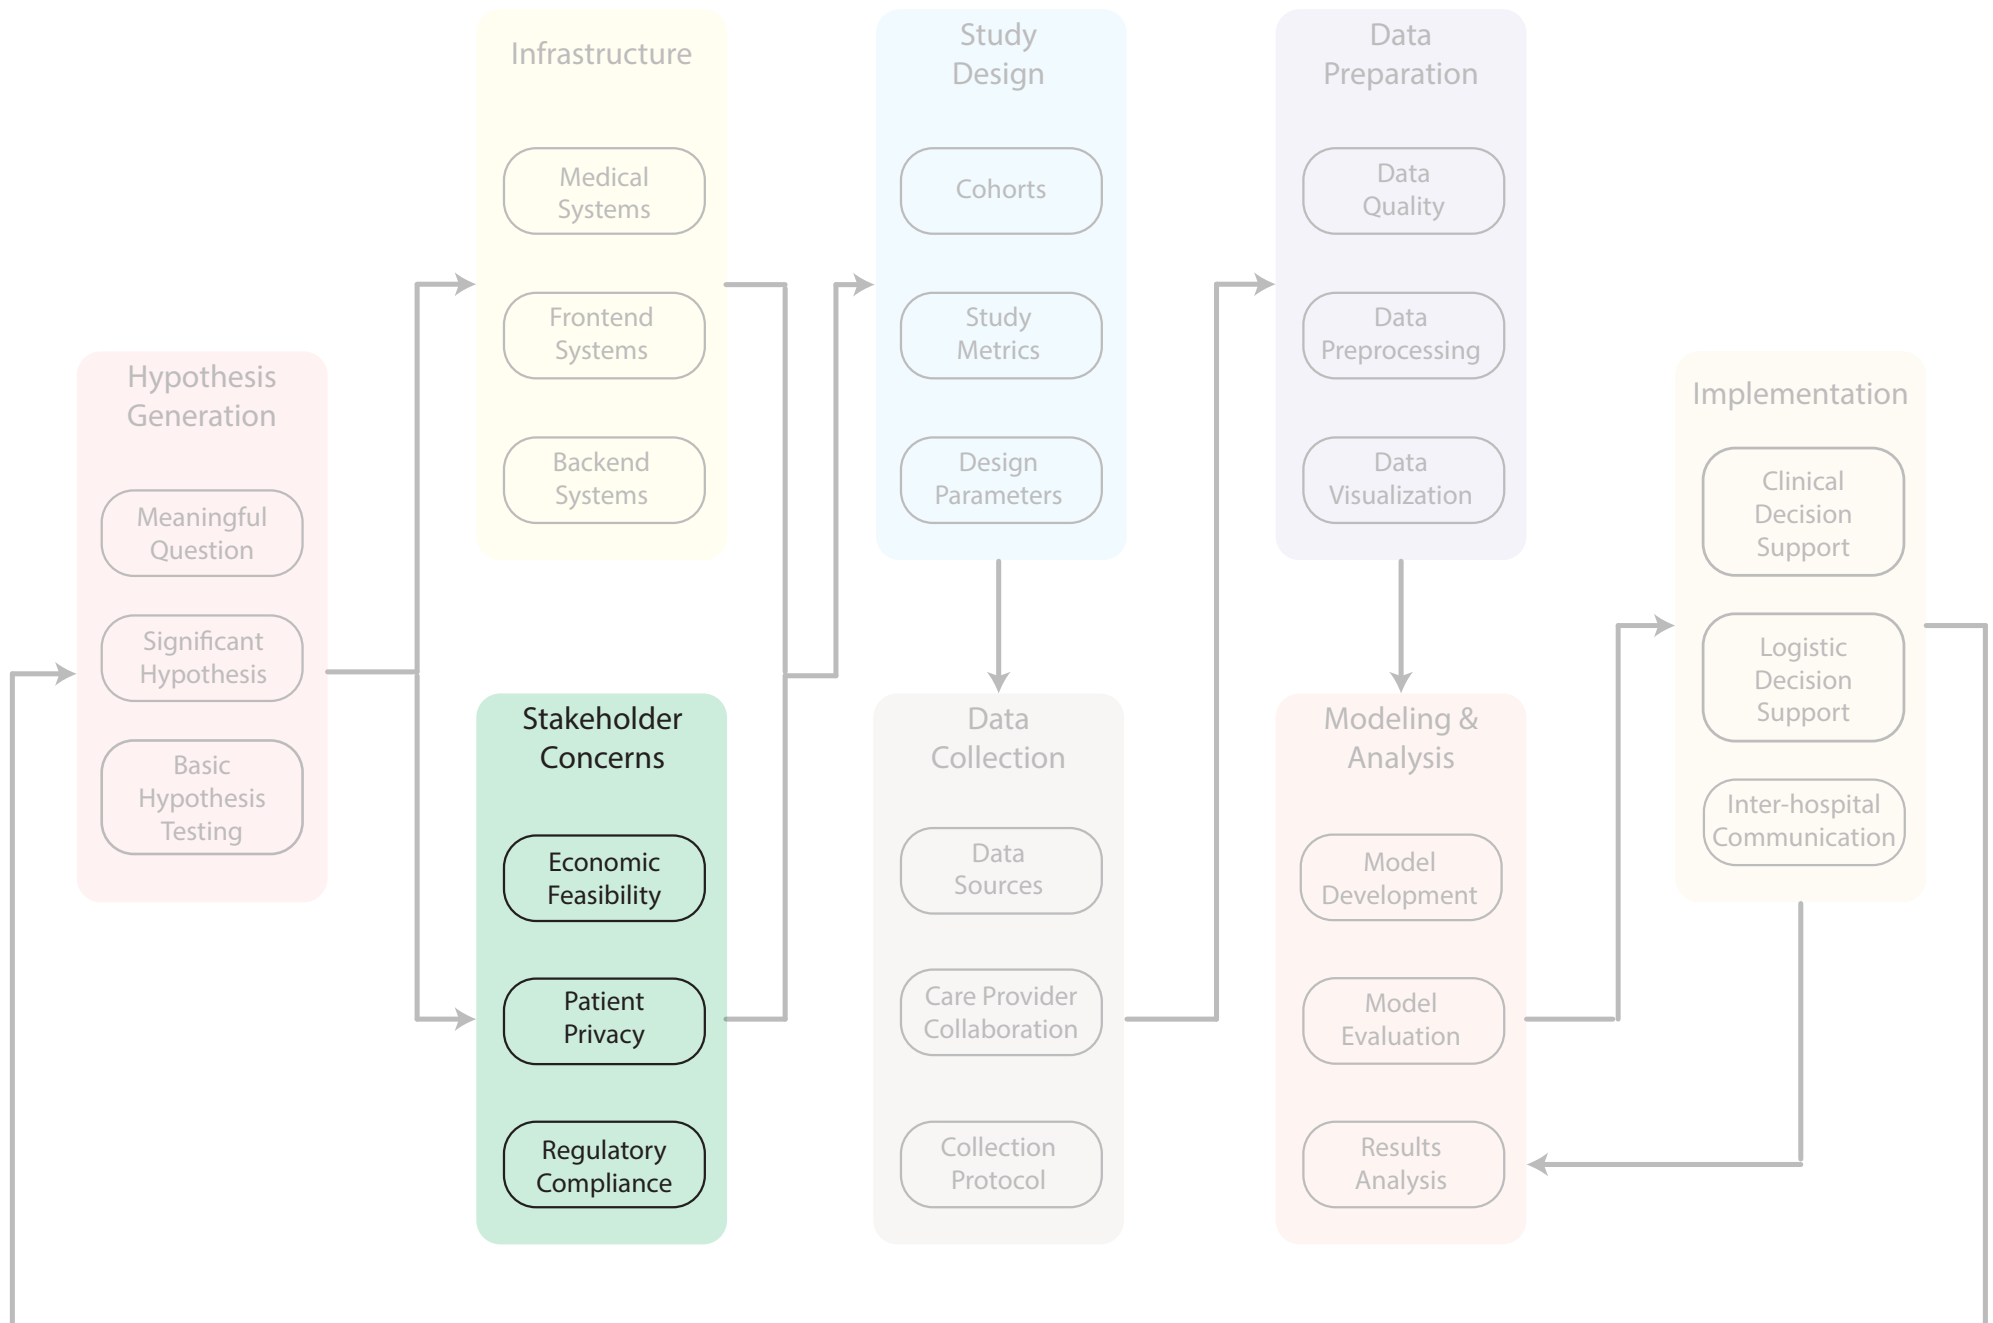 Hypothesis
Generation
Meaningful
Question
Significant
Hypothesis
Basic
Hypothesis
Testing
Infrastructure
Medical
Systems
Frontend
Systems
Backend
Systems
Stakeholder
Concerns
Economic
Feasibility
Patient
Privacy
Regulatory
Compliance
Study
Design
Cohorts
Study
Metrics
Design
Parameters
Data
Collection
Data
Sources
Care Provider
Collaboration
Collection
Protocol
Data
Preparation
Data
Quality
Data
Preprocessing
Data
Visualization
Modeling &
Analysis
Model
Development
Model
Evaluation
Results
Analysis
Implementation
Clinical
Decision
Support
Logistic
Decision
Support
Inter-hospital
Communication